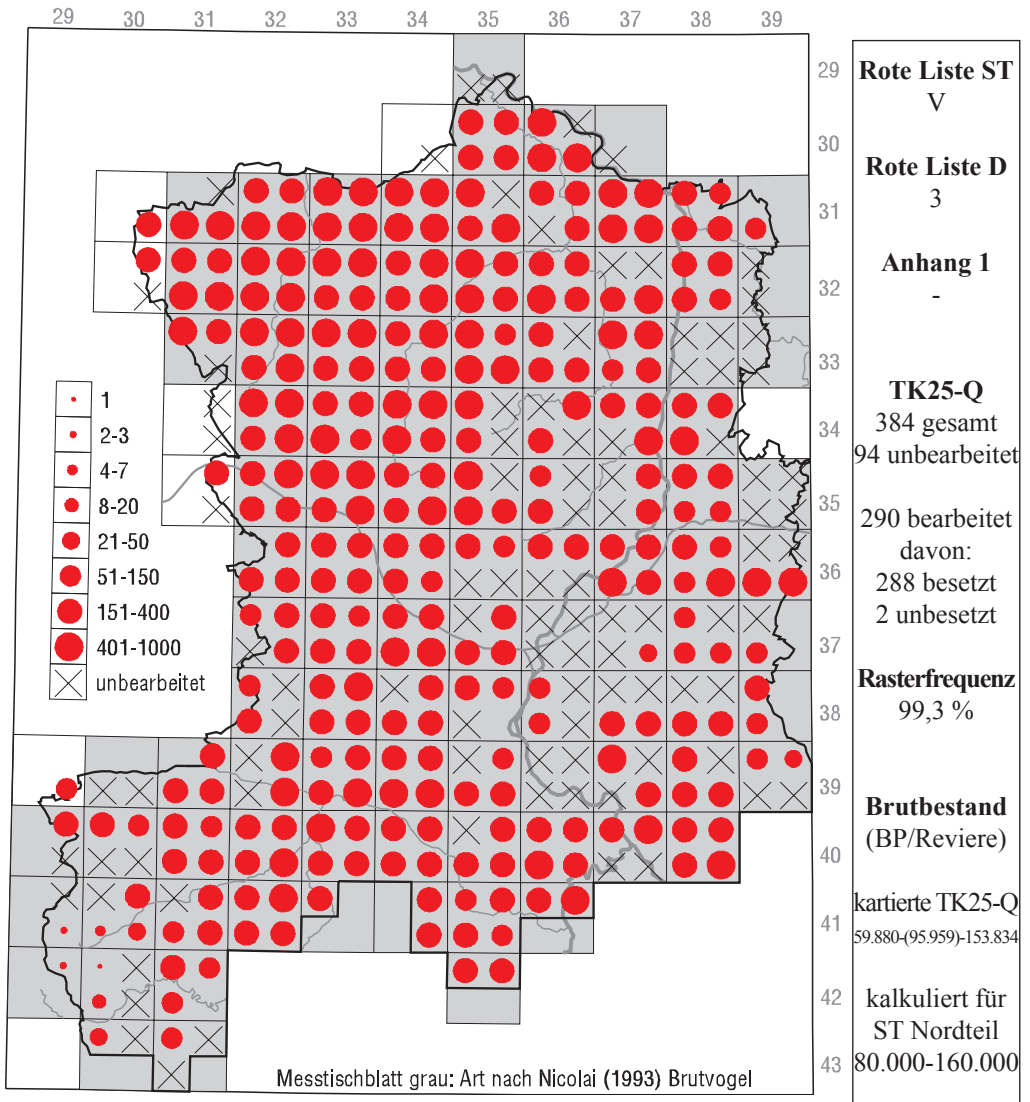 29 30 31 32 33 34 35 36 37 38 39
29
30
31
32
33
34
35
36
37
38
39
40
41
42
43
1
2-3
4-7
8-20
21-50
51-150
151-400
401-1000
unbearbeitet
Messtischblatt grau: Art nach Nicolai (1993) Brutvogel
Rote Liste ST
V
Rote Liste D
3
Anhang 1
-
TK25-Q
384 gesamt
94 unbearbeitet
290 bearbeitet
davon:
288 besetzt
2 unbesetzt
Rasterfrequenz
99,3 %
Brutbestand
(BP/Reviere)
kartierte TK25-Q
59.880-(95.959)-153.834
kalkuliert für
ST Nordteil
80.000-160.000